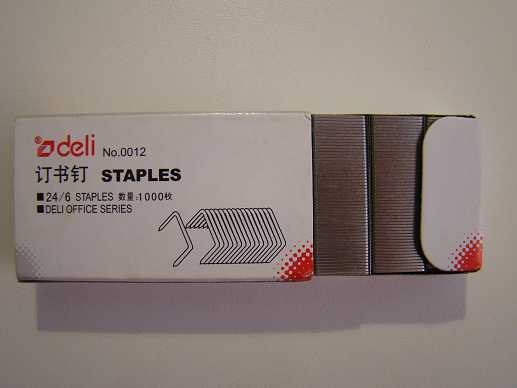 ®deli No.0012
订书钉 STAPLES
■24/6 STAPLES 数量:1000枚
■DELI OFFICE SERIES